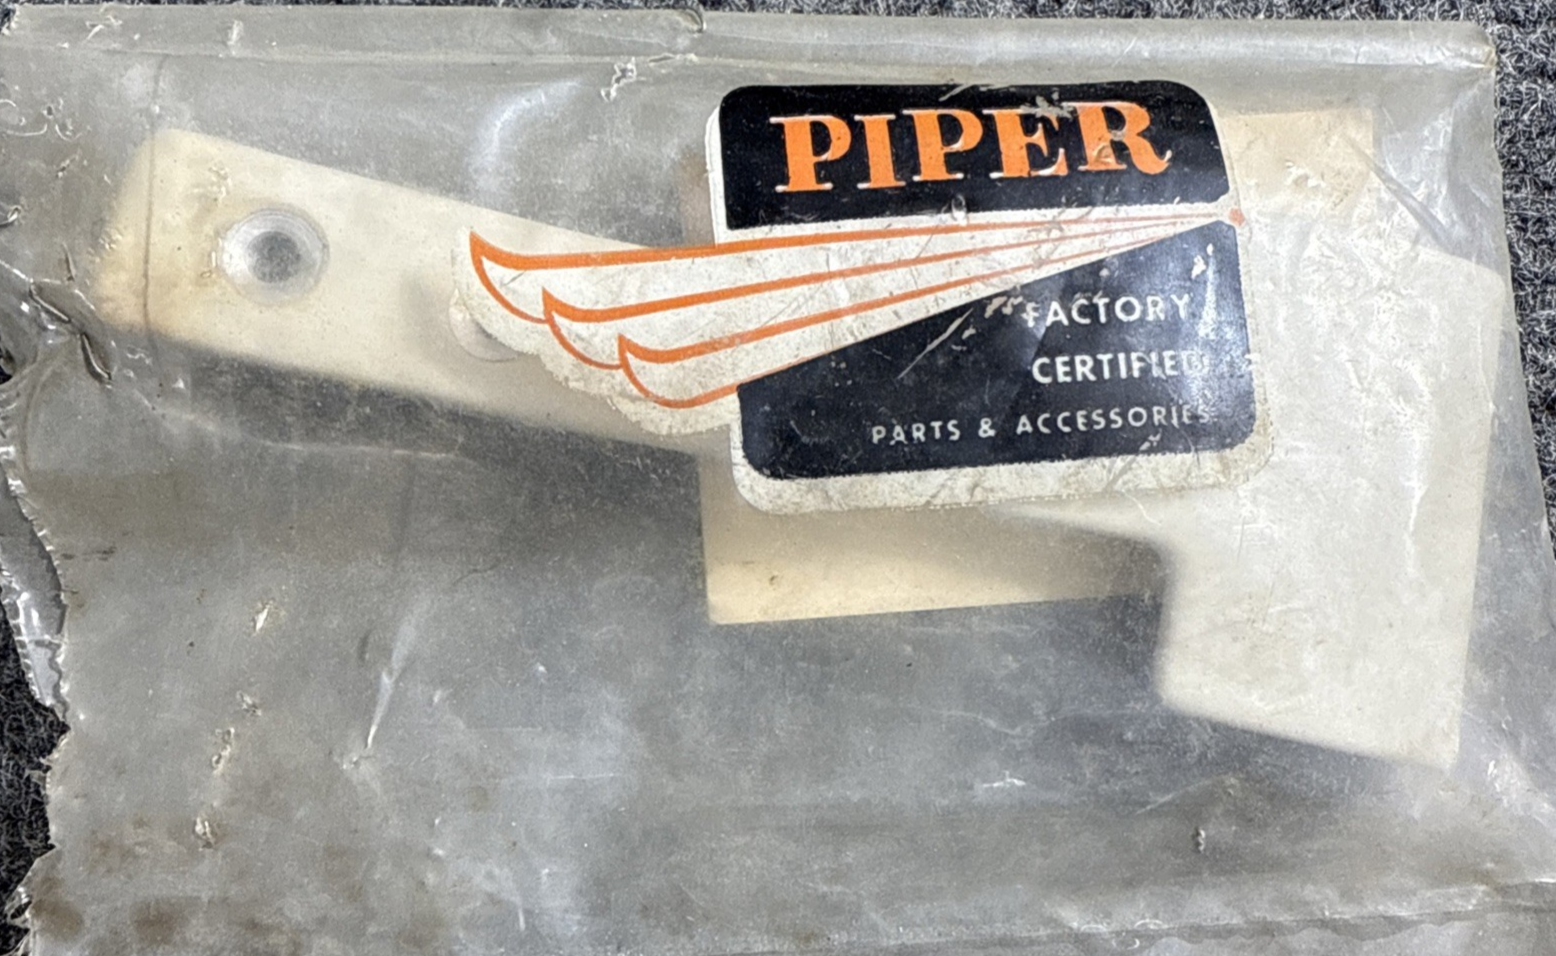 PIPER
FACTORY
CERTIFIED
PARTS & ACCESSORIES